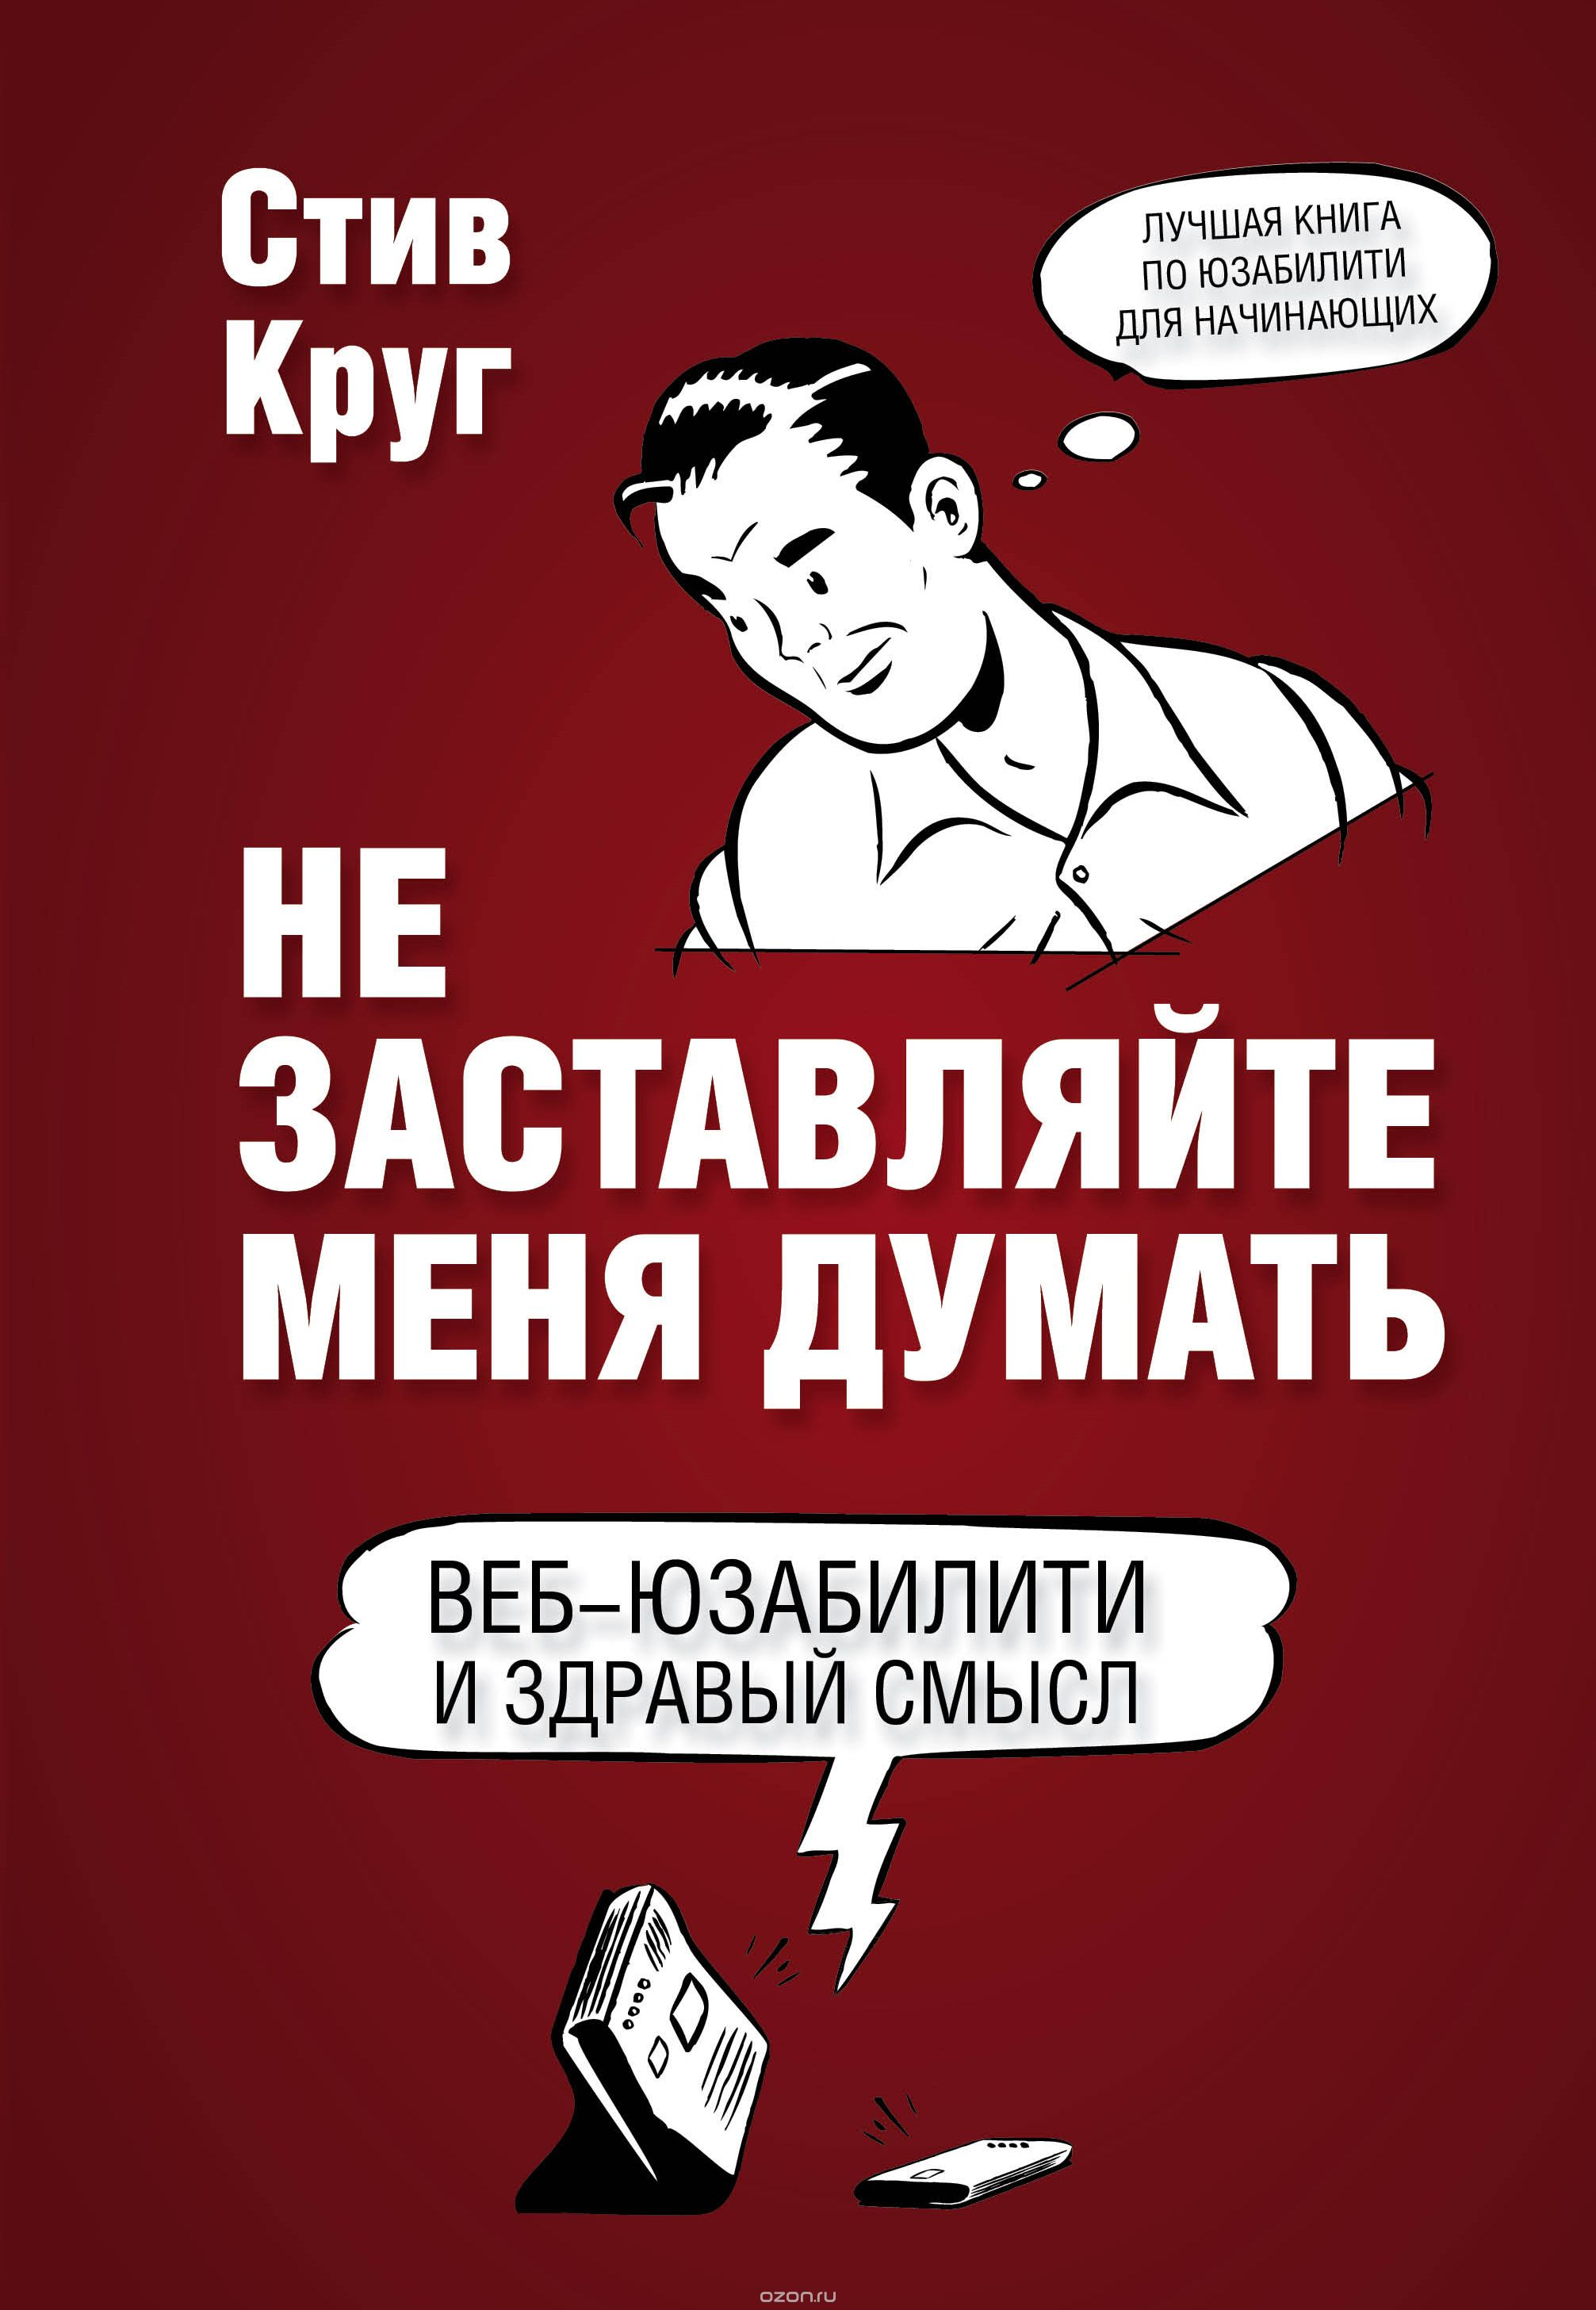 Стив
Круг
ЛУЧШАЯ КНИГА
ПО ЮЗАБИЛИТИ
ДЛЯ НАЧИНАЮЩИХ
НЕ
ЗАСТАВЛЯЙТЕ
МЕНЯ ДУМАТЬ
ВЕБ-ЮЗАБИЛИТИ
И ЗДРАВЫЙ СМЫСЛ
ozon.ru